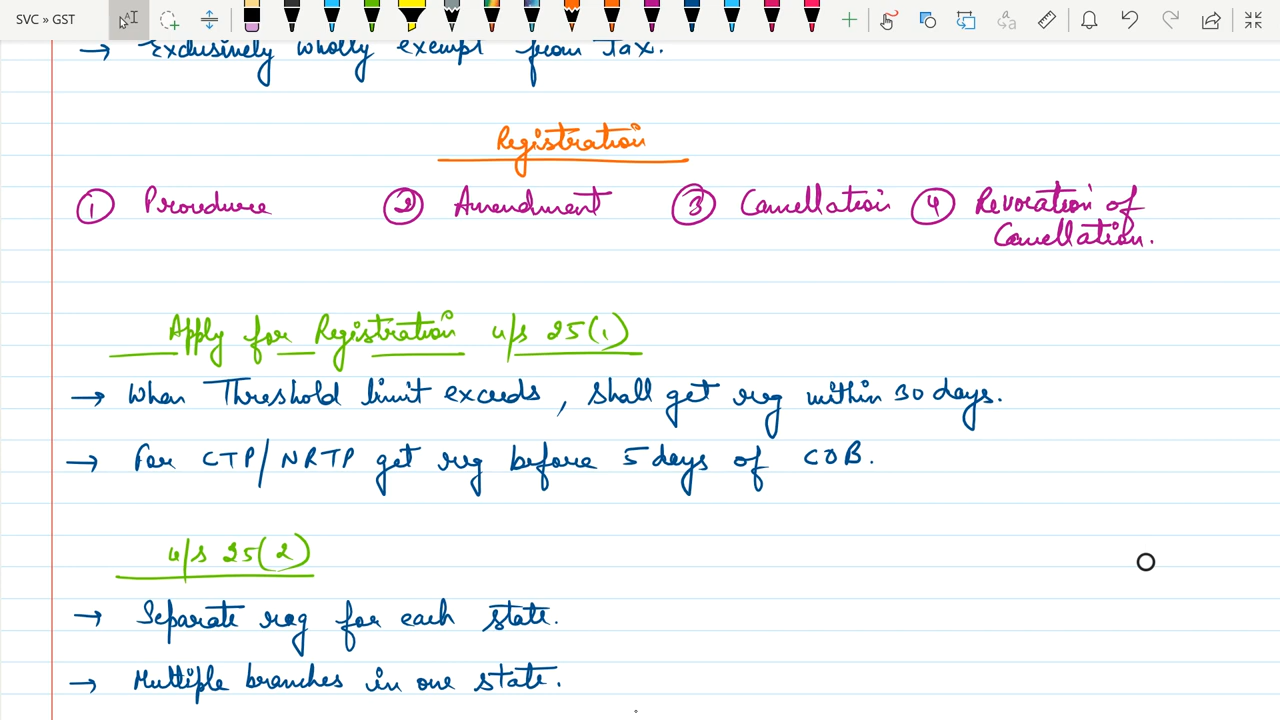 SVC » GST
→ Exclusively wholly exempt from Tax.
Registration
① Procedure ② Amendment ③ Cancellation ④ Revocation of Cancellation.
Apply for Registration u/s 25(1)
→ When Threshold limit exceeds, shall get reg within 30 days.
→ For CTP/NRTP get reg before 5 days of COB.
u/s 25(2)
→ Separate reg for each state.
→ Multiple branches in one state.